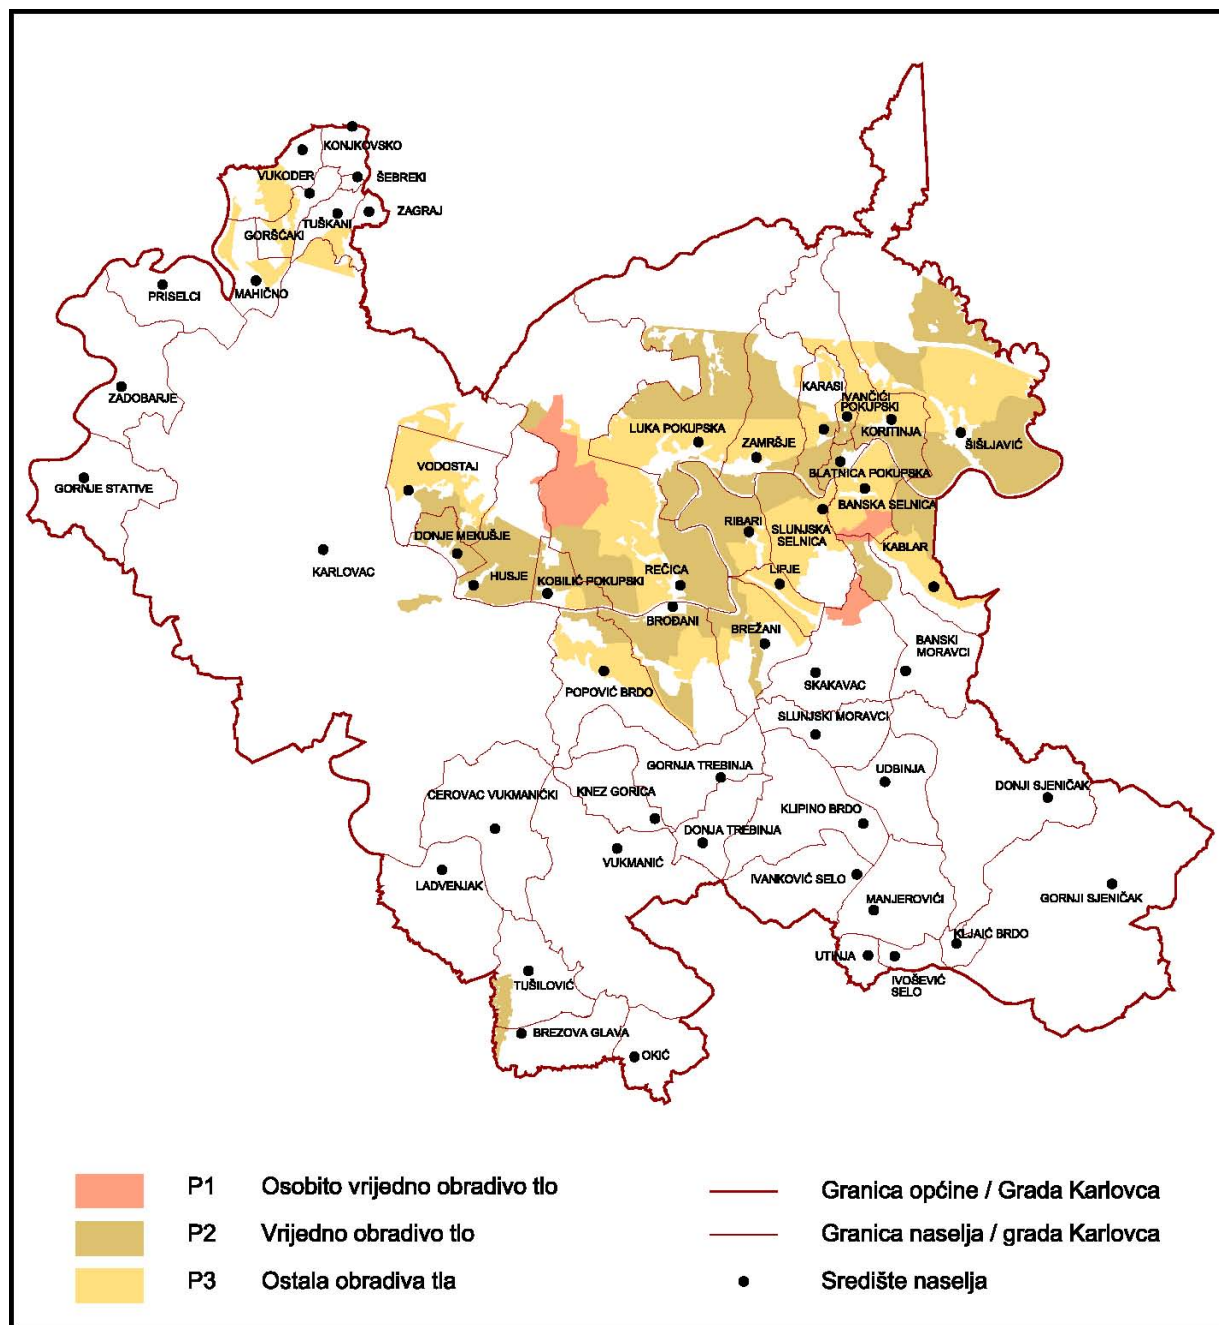 KONJKOVSKO
VUKODER
ŠEBREKI
ZAGRAJ
TUŠKANI
GORŠĆAKI
MAHIČNO
PRISELCI
ZADOBARJE
GORNJE STATIVE
KARLOVAC
VODOSTAJ
DONJE MEKUŠJE
HUSJE
KOBILIĆ POKUPSKI
REČICA
BROĐANI
LUKA POKUPSKA
ZAMRŠJE
KARASI
IVANČIĆI
POKUPSKI
KORITINJA
ŠIŠLJAVIĆ
BLATNICA POKUPSKA
BANSKA SELNICA
RIBARI
SLUNJSKA
SELNICA
KABLAR
LIPJE
BREŽANI
BANSKI
MORAVCI
SKAKAVAC
POPOVIĆ BRDO
SLUNJSKI MORAVCI
GORNJA TREBINJA
UDBINJA
DONJI SJENIČAK
CEROVAC VUKMANIĆKI
KNEZ GORICA
KLIPINO BRDO
DONJA TREBINJA
VUKMANIĆ
LADVENJAK
IVANKOVIĆ SELO
MANJEROVIĆI
GORNJI SJENIČAK
KLJAIĆ BRDO
UTINJA
IVOŠEVIĆ
SELO
TUŠILOVIĆ
BREZOVA GLAVA
OKIĆ
P1 Osobito vrijedno obradivo tlo
P2 Vrijedno obradivo tlo
P3 Ostala obradiva tla
Granica općine / Grada Karlovca
Granica naselja / grada Karlovca
Središte naselja